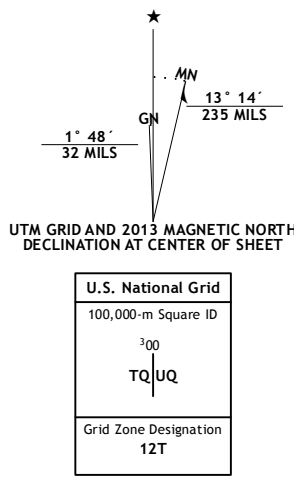 ★
MN
GN
13° 14´
235 MILS
1° 48´
32 MILS
UTM GRID AND 2013 MAGNETIC NORTH
DECLINATION AT CENTER OF SHEET
U.S. National Grid
100,000-m Square ID
³00
TQ UQ
Grid Zone Designation
12T